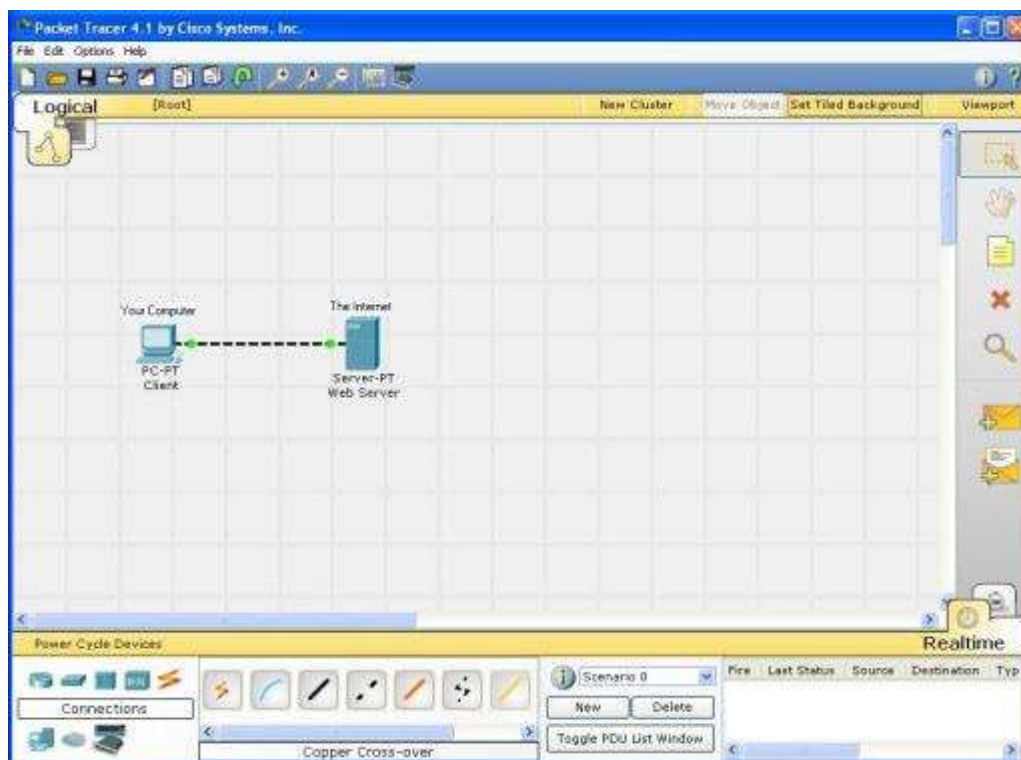 Packet Tracer 4.1 by Cisco Systems, Inc.
File Edit Options Help
Logical
[Root]
New Cluster
Move Object
Set Tiled Background
Viewport
Your Computer
The Internet
PC-PT
Client
Server-PT
Web Server
Power Cycle Devices
Realtime
Connections
Copper Cross-over
Scenario 0
New
Delete
Toggle PDU List Window
Fire Last Status Source Destination Typ